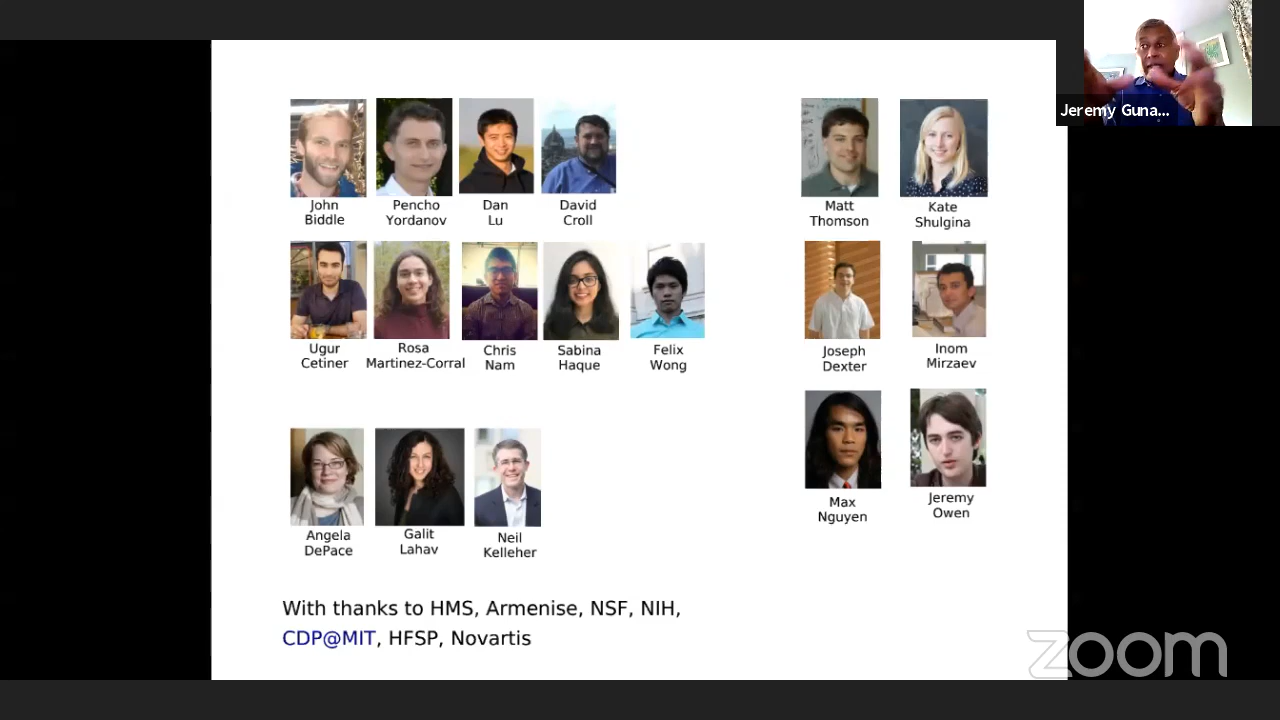 Jeremy Guna...
John
Biddle
Pencho
Yordanov
Dan
Lu
David
Croll
Matt
Thomson
Kate
Shulgina
Ugur
Cetiner
Rosa
Martinez-Corral
Chris
Nam
Sabina
Haque
Felix
Wong
Joseph
Dexter
Inom
Mirzaev
Max
Nguyen
Jeremy
Owen
Angela
DePace
Galit
Lahav
Neil
Kelleher
With thanks to HMS, Armenise, NSF, NIH,
CDP@MIT, HFSP, Novartis
zoom